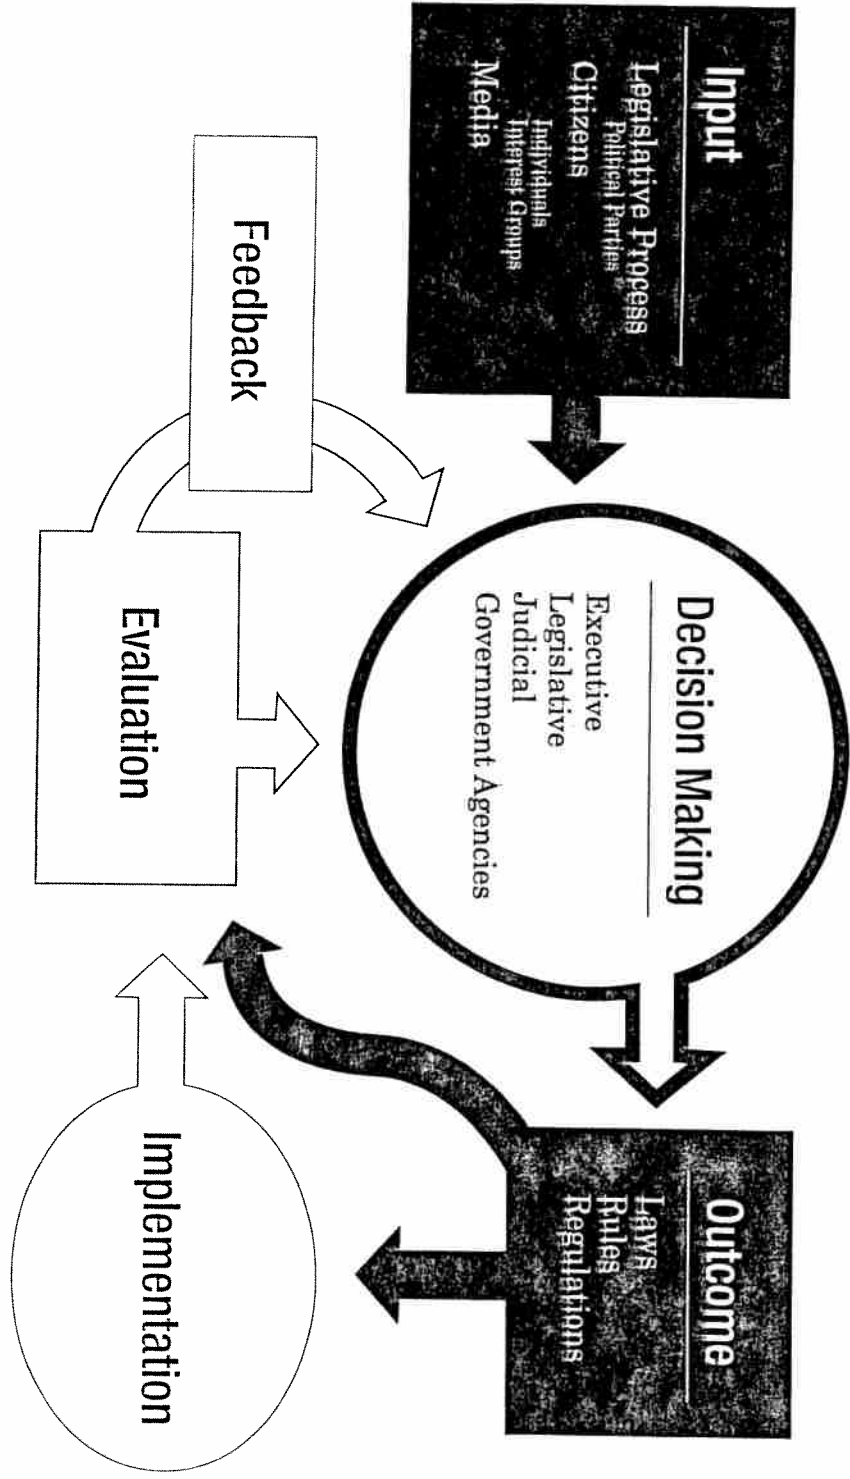 Input
Legislative Process
Political Parties
Citizens
Individuals
Interest Groups
Media
Decision Making
Executive
Legislative
Judicial
Government Agencies
Outcome
Laws
Rules
Regulations
Feedback
Evaluation
Implementation